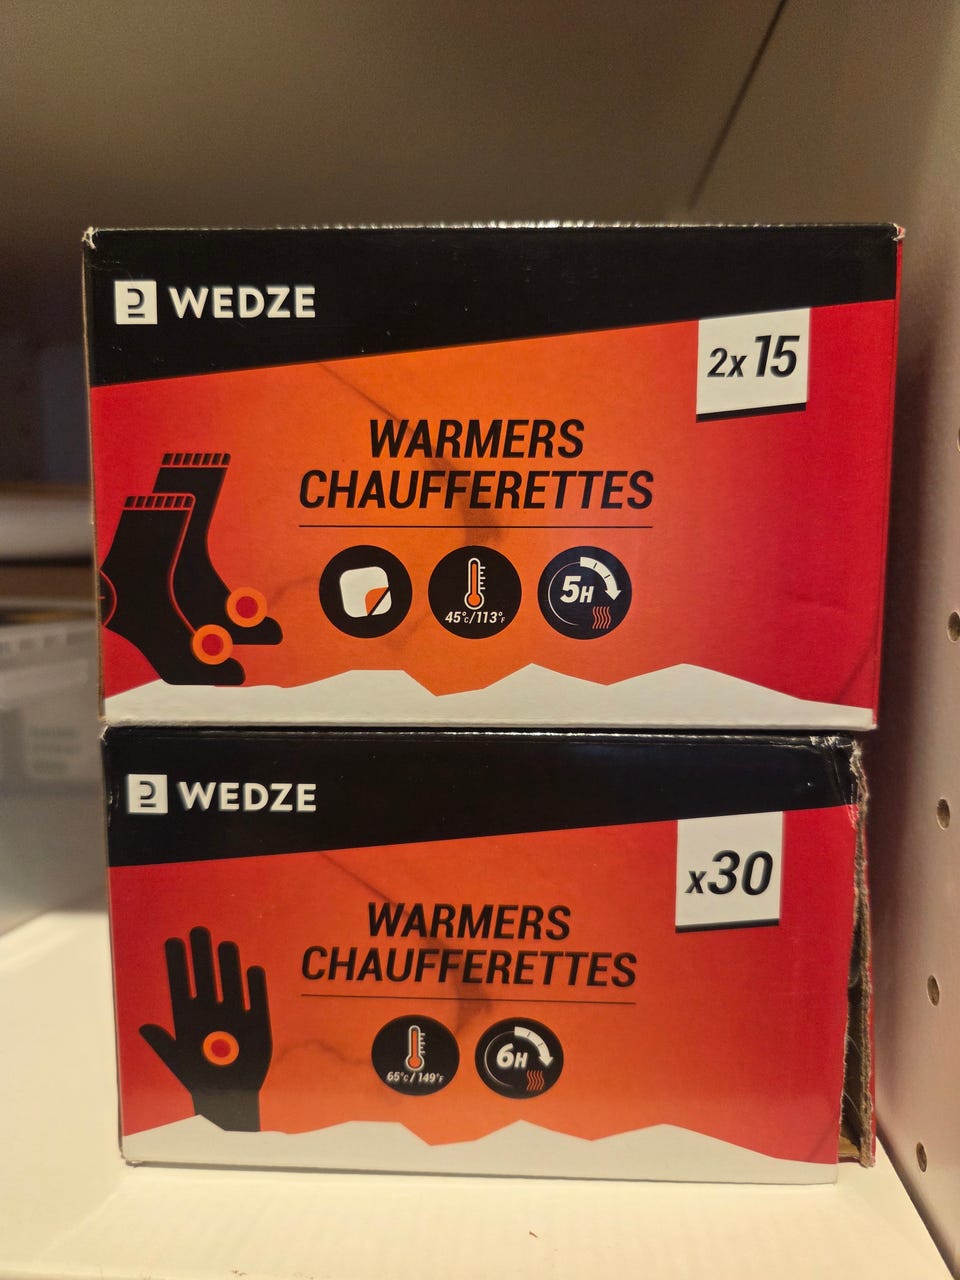 WEDZE
2x 15
WARMERS
CHAUFFERETTES
45°C/113°F
5H
WEDZE
x30
WARMERS
CHAUFFERETTES
65°C/149°F
6H